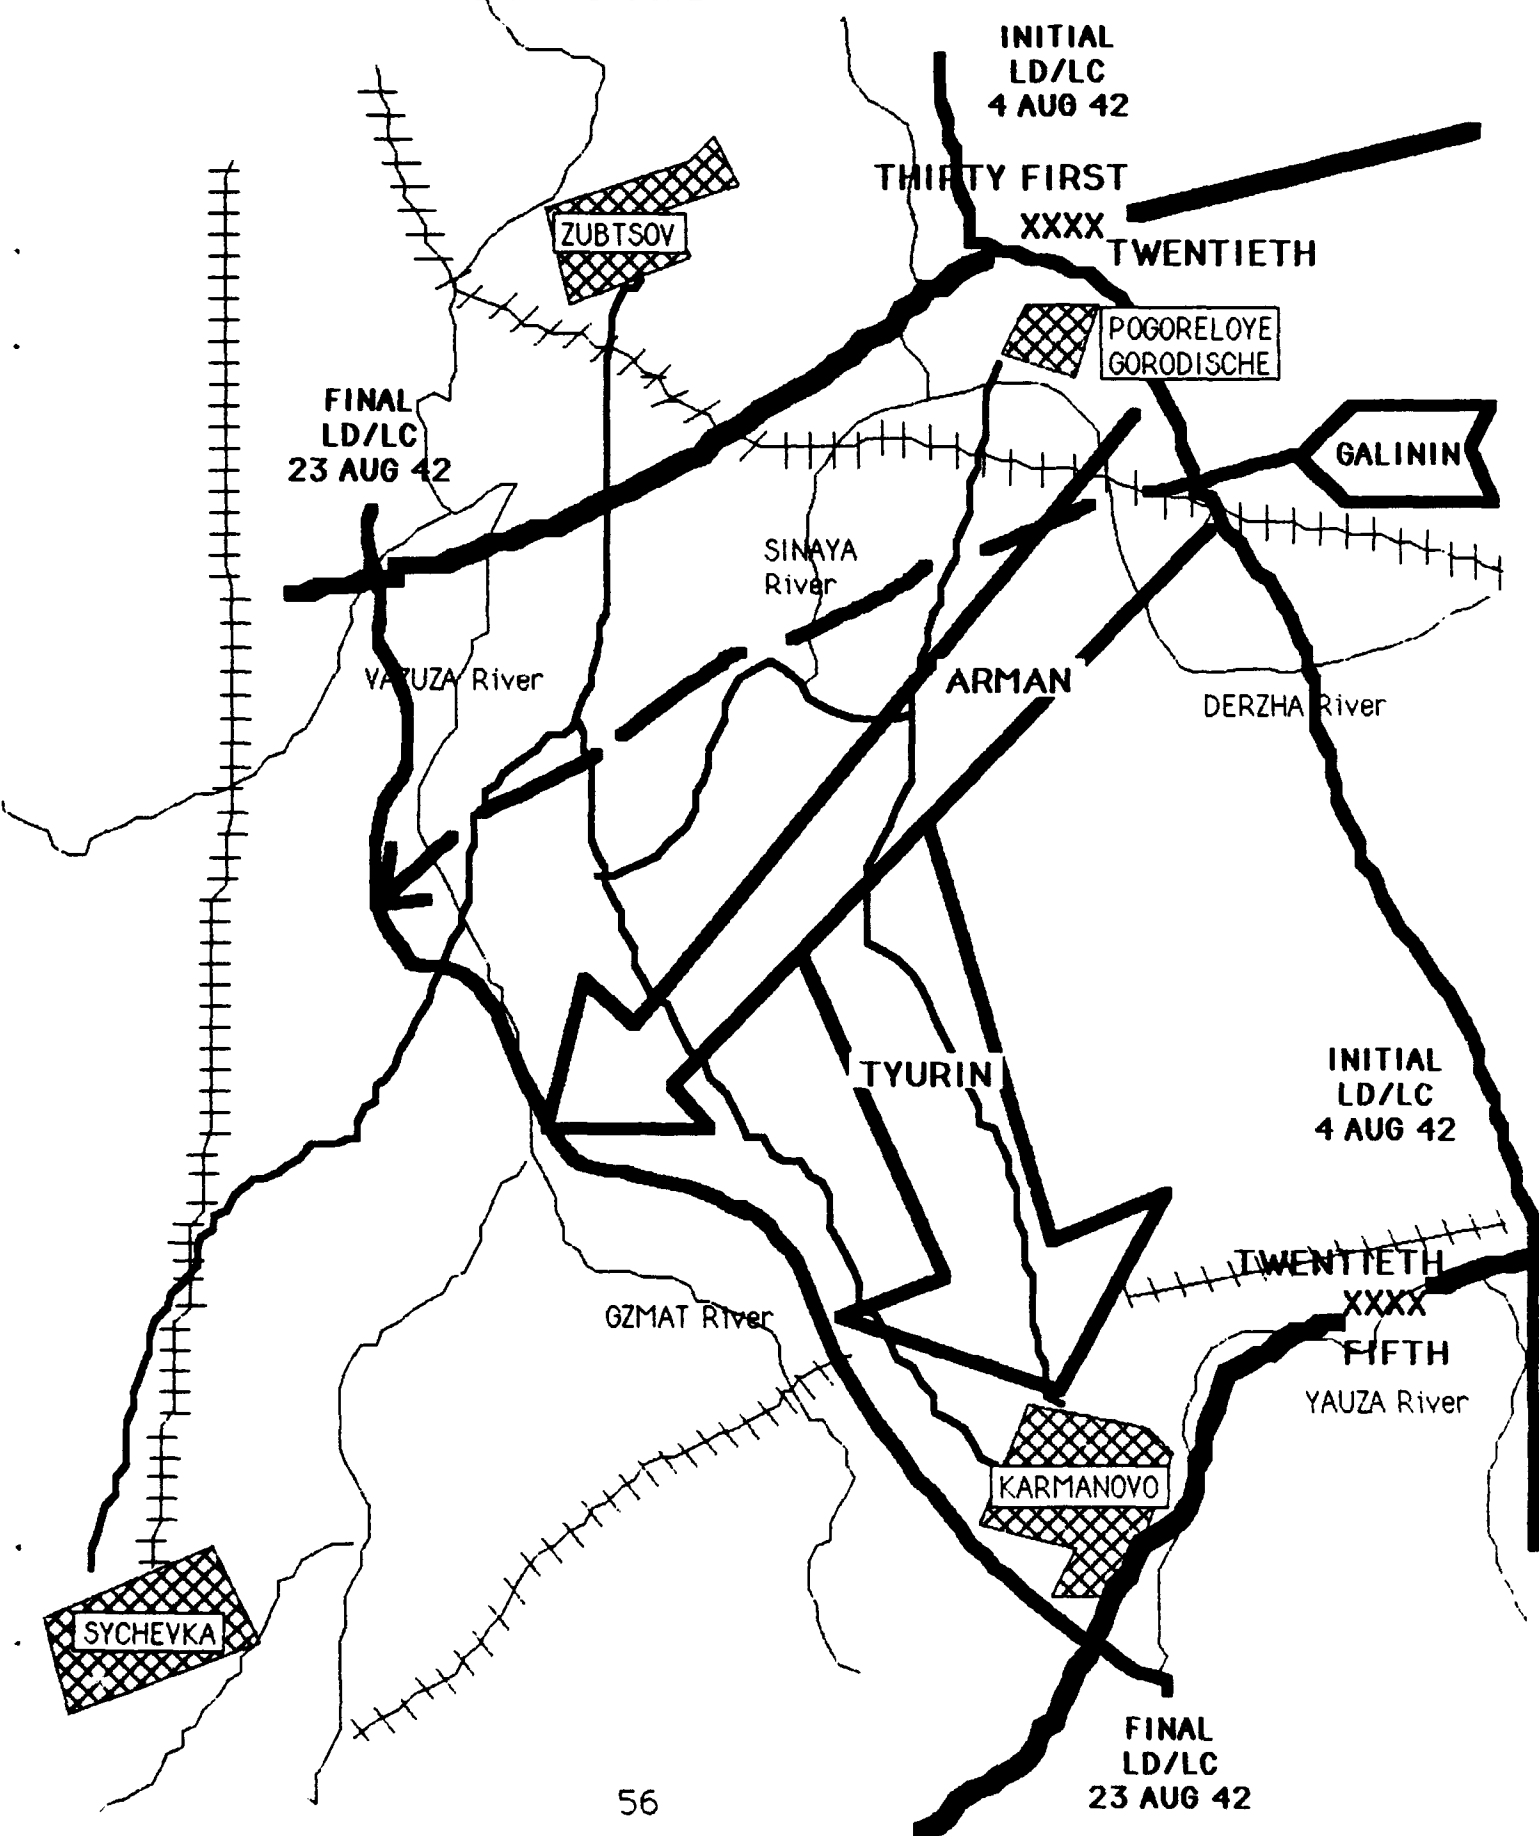 INITIAL
LD/LC
4 AUG 42
THIRTY FIRST
XXXX
TWENTIETH
ZUBTSOV
POGORELOYE
GORODISCHE
FINAL
LD/LC
23 AUG 42
GALININ
SINAYA
River
VAZUZA River
ARMAN
DERZHA River
TYURIN
INITIAL
LD/LC
4 AUG 42
TWENTIETH
XXXX
FIFTH
GZMAT River
YAUZA River
KARMANOVO
SYCHEVKA
FINAL
LD/LC
23 AUG 42
56